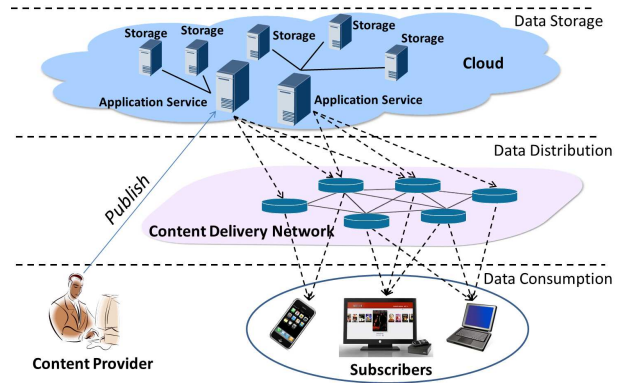 Data Storage
Storage
Storage
Storage
Storage
Storage
Cloud
Application Service
Application Service
Data Distribution
Publish
Content Delivery Network
Data Consumption
Content Provider
Subscribers